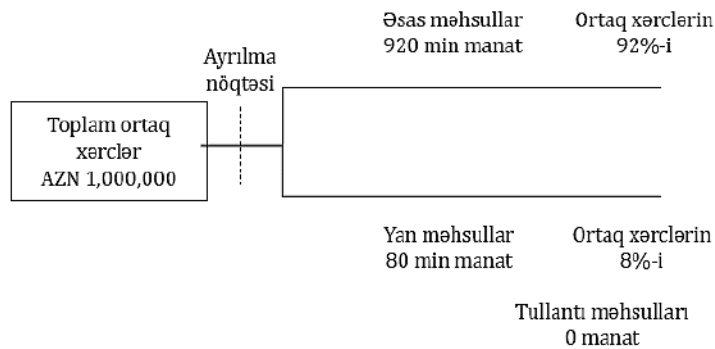 Əsas məhsullar
920 min manat
Ortaq xərclərin
92%-i
Ayrılma
nöqtəsi
Toplam ortaq
xərclər
AZN 1,000,000
Yan məhsullar
80 min manat
Ortaq xərclərin
8%-i
Tullantı məhsulları
0 manat